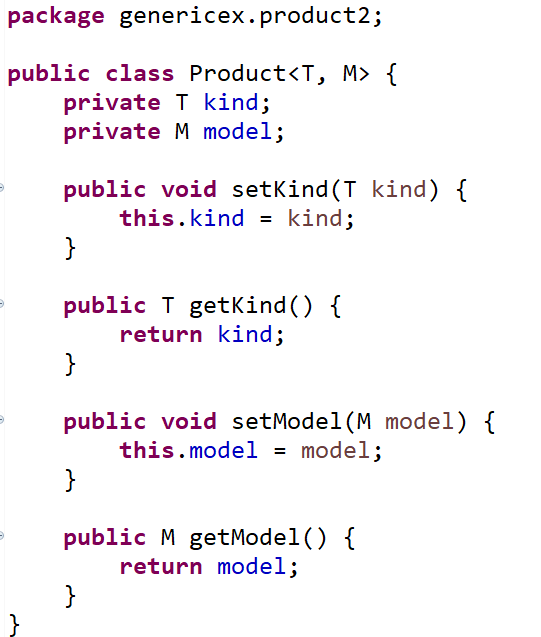 package genericex.product2;
public class Product<T, M> {
    private T kind;
    private M model;
    public void setKind(T kind) {
        this.kind = kind;
    }
    public T getKind() {
        return kind;
    }
    public void setModel(M model) {
        this.model = model;
    }
    public M getModel() {
        return model;
    }
}